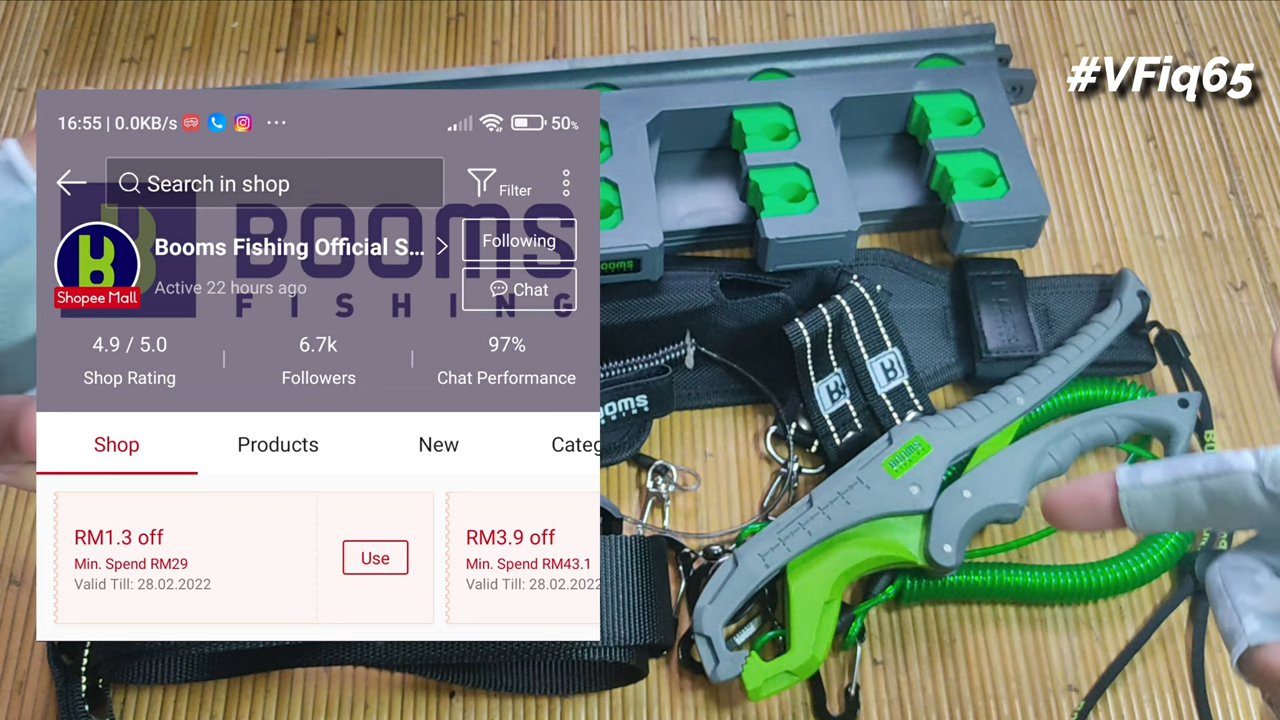 #VFiq65
16:55 | 0.0KB/s
50%
Search in shop
Filter
BOOMS
FISHING
Booms Fishing Official S...
Following
Active 22 hours ago
Chat
Shopee Mall
4.9 / 5.0
6.7k
97%
Shop Rating
Followers
Chat Performance
Shop
Products
New
Categ
RM1.3 off
Min. Spend RM29
Valid Till: 28.02.2022
Use
RM3.9 off
Min. Spend RM43.1
Valid Till: 28.02.2022
BOOMS
BOOMS
BOOMS